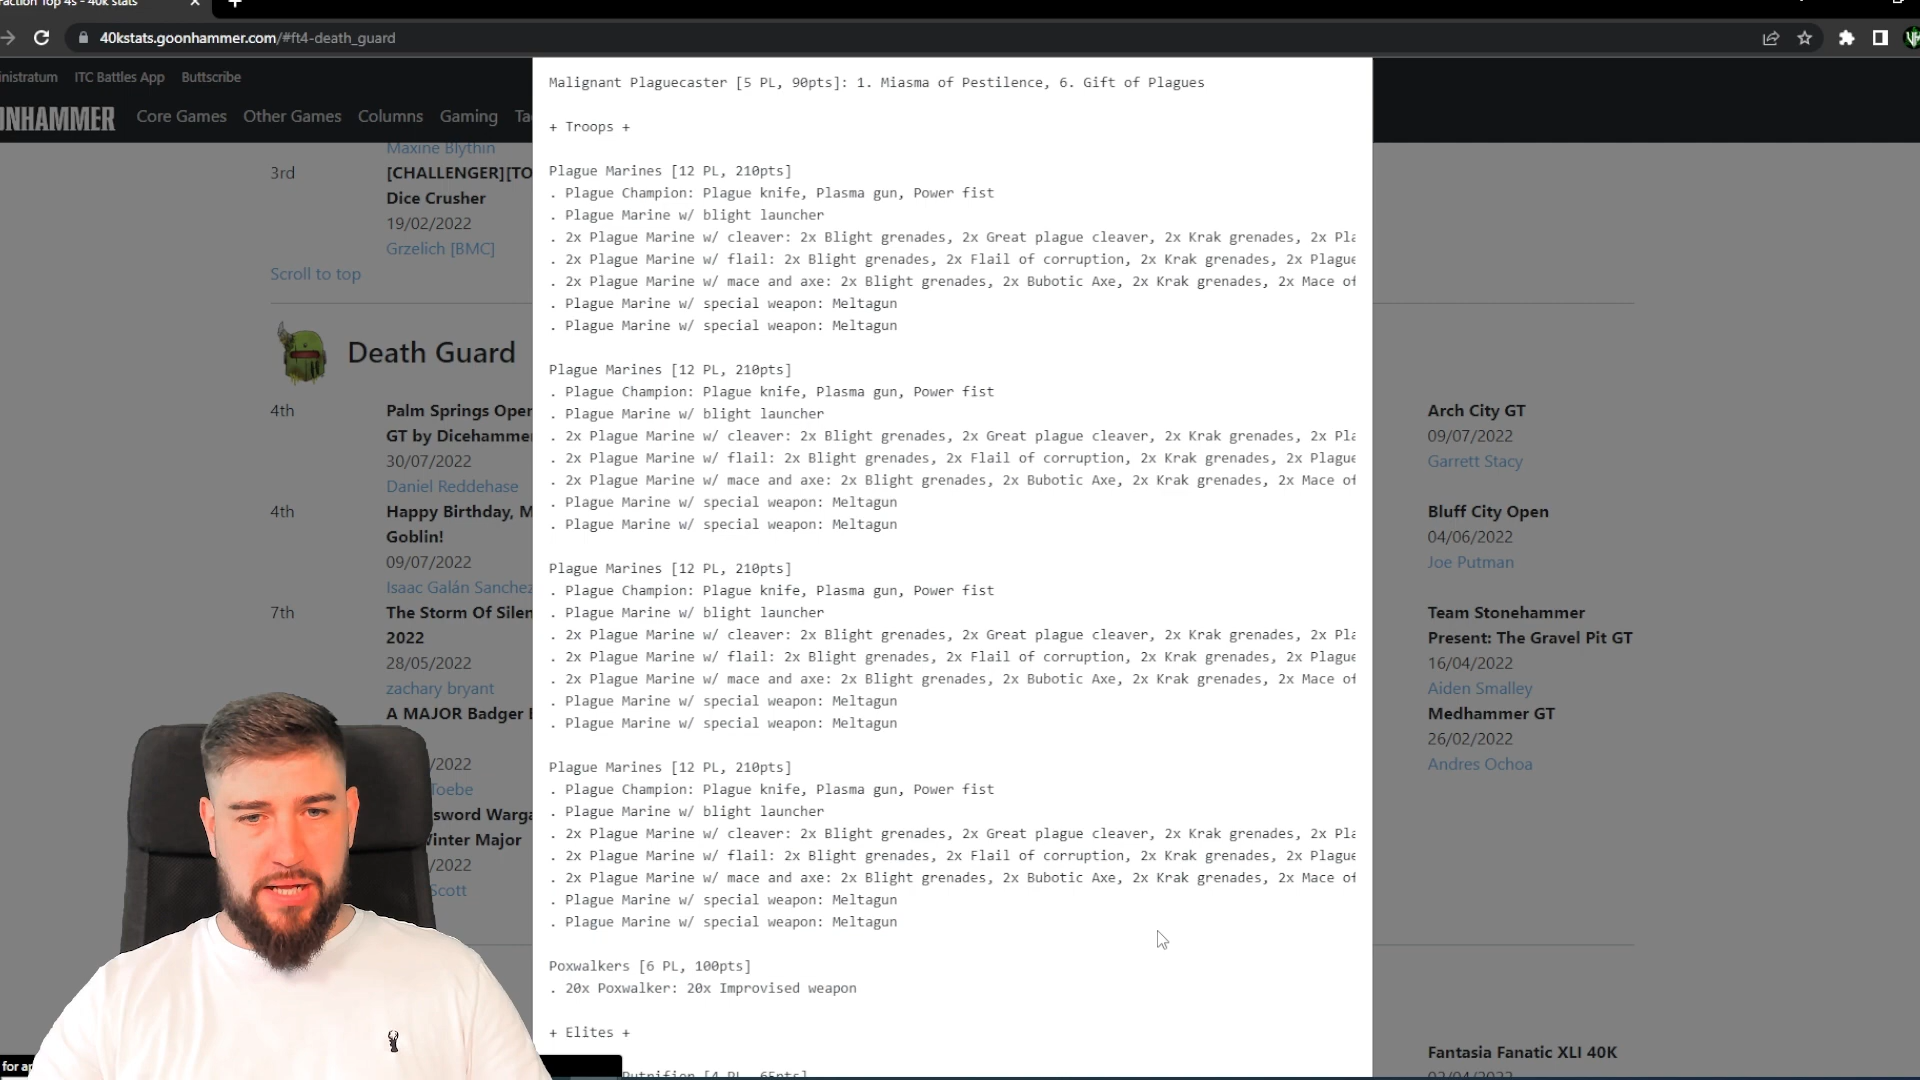 Faction Top 4s - 40k stats
40kstats.goonhammer.com/#ft4-death_guard
ITC Battles App
Buttscribe
Core Games
Other Games
Columns
Gaming
Maxine Blythin
3rd
[CHALLENGER][TO
Dice Crusher
19/02/2022
Grzelich [BMC]
Scroll to top
Death Guard
4th
Palm Springs Open
GT by Dicehammer
30/07/2022
Daniel Reddehase
4th
Happy Birthday, M
Goblin!
09/07/2022
Isaac Galán Sanchez
7th
The Storm Of Silen
2022
28/05/2022
zachary bryant
A MAJOR Badger
/2022
Toebe
sword Warga
Winter Major
/2022
Scott
Malignant Plaguecaster [5 PL, 90pts]: 1. Miasma of Pestilence, 6. Gift of Plagues
+ Troops +
Plague Marines [12 PL, 210pts]
. Plague Champion: Plague knife, Plasma gun, Power fist
. Plague Marine w/ blight launcher
. 2x Plague Marine w/ cleaver: 2x Blight grenades, 2x Great plague cleaver, 2x Krak grenades, 2x Pla
. 2x Plague Marine w/ flail: 2x Blight grenades, 2x Flail of corruption, 2x Krak grenades, 2x Plague
. 2x Plague Marine w/ mace and axe: 2x Blight grenades, 2x Bubotic Axe, 2x Krak grenades, 2x Mace of
. Plague Marine w/ special weapon: Meltagun
. Plague Marine w/ special weapon: Meltagun
Plague Marines [12 PL, 210pts]
. Plague Champion: Plague knife, Plasma gun, Power fist
. Plague Marine w/ blight launcher
. 2x Plague Marine w/ cleaver: 2x Blight grenades, 2x Great plague cleaver, 2x Krak grenades, 2x Pla
. 2x Plague Marine w/ flail: 2x Blight grenades, 2x Flail of corruption, 2x Krak grenades, 2x Plague
. 2x Plague Marine w/ mace and axe: 2x Blight grenades, 2x Bubotic Axe, 2x Krak grenades, 2x Mace of
. Plague Marine w/ special weapon: Meltagun
. Plague Marine w/ special weapon: Meltagun
Plague Marines [12 PL, 210pts]
. Plague Champion: Plague knife, Plasma gun, Power fist
. Plague Marine w/ blight launcher
. 2x Plague Marine w/ cleaver: 2x Blight grenades, 2x Great plague cleaver, 2x Krak grenades, 2x Pla
. 2x Plague Marine w/ flail: 2x Blight grenades, 2x Flail of corruption, 2x Krak grenades, 2x Plague
. 2x Plague Marine w/ mace and axe: 2x Blight grenades, 2x Bubotic Axe, 2x Krak grenades, 2x Mace of
. Plague Marine w/ special weapon: Meltagun
. Plague Marine w/ special weapon: Meltagun
Plague Marines [12 PL, 210pts]
. Plague Champion: Plague knife, Plasma gun, Power fist
. Plague Marine w/ blight launcher
. 2x Plague Marine w/ cleaver: 2x Blight grenades, 2x Great plague cleaver, 2x Krak grenades, 2x Pla
. 2x Plague Marine w/ flail: 2x Blight grenades, 2x Flail of corruption, 2x Krak grenades, 2x Plague
. 2x Plague Marine w/ mace and axe: 2x Blight grenades, 2x Bubotic Axe, 2x Krak grenades, 2x Mace of
. Plague Marine w/ special weapon: Meltagun
. Plague Marine w/ special weapon: Meltagun
Poxwalkers [6 PL, 100pts]
. 20x Poxwalker: 20x Improvised weapon
+ Elites +
Putrifier [4 PL, 65pts]
Arch City GT
09/07/2022
Garrett Stacy
Bluff City Open
04/06/2022
Joe Putman
Team Stonehammer
Present: The Gravel Pit GT
16/04/2022
Aiden Smalley
Medhammer GT
26/02/2022
Andres Ochoa
Fantasia Fanatic XLI 40K